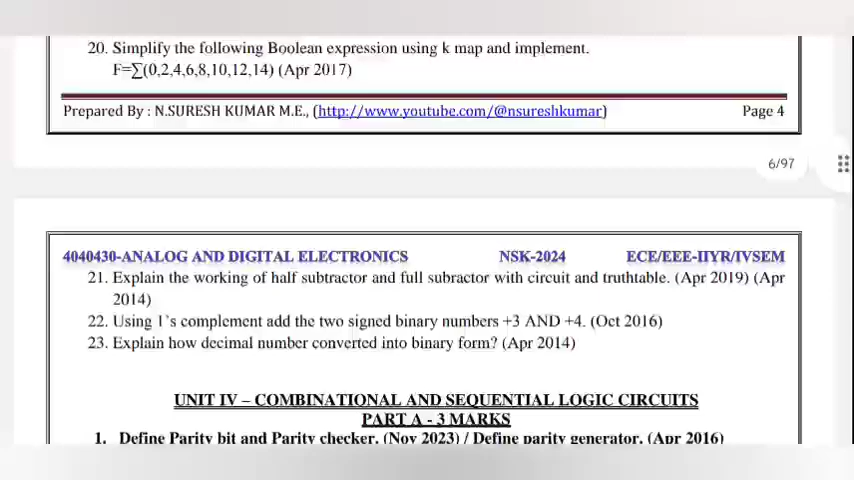 20. Simplify the following Boolean expression using k map and implement.
F=∑(0,2,4,6,8,10,12,14) (Apr 2017)
Prepared By : N.SURESH KUMAR M.E., (http://www.youtube.com/@nsureshkumar) Page 4
6/97
4040430-ANALOG AND DIGITAL ELECTRONICS NSK-2024 ECE/EEE-IIYR/IVSEM
21. Explain the working of half subtractor and full subractor with circuit and truthtable. (Apr 2019) (Apr
2014)
22. Using 1's complement add the two signed binary numbers +3 AND +4. (Oct 2016)
23. Explain how decimal number converted into binary form? (Apr 2014)
UNIT IV – COMBINATIONAL AND SEQUENTIAL LOGIC CIRCUITS
PART A - 3 MARKS
1. Define Parity bit and Parity checker. (Nov 2023) / Define parity generator. (Apr 2016)